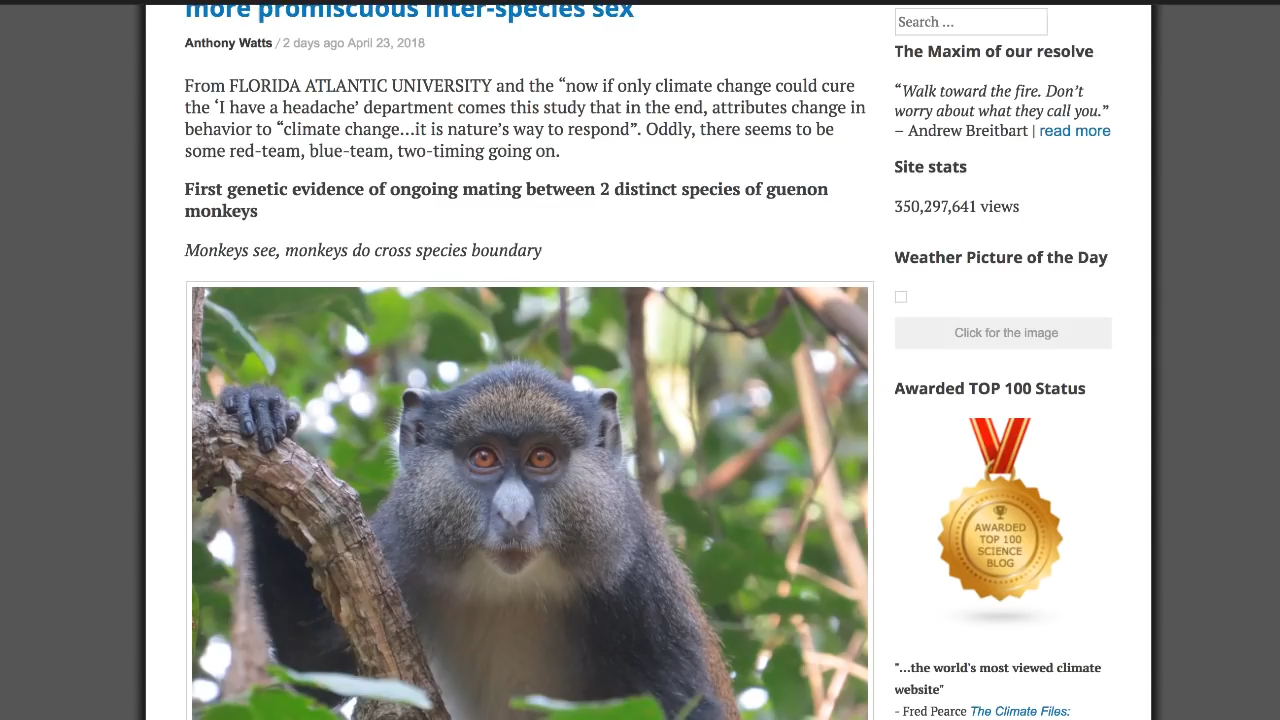 more promiscuous inter-species sex
Anthony Watts / 2 days ago April 23, 2018
From FLORIDA ATLANTIC UNIVERSITY and the “now if only climate change could cure
the ‘I have a headache’ department comes this study that in the end, attributes change in
behavior to “climate change…it is nature’s way to respond”. Oddly, there seems to be
some red-team, blue-team, two-timing going on.
First genetic evidence of ongoing mating between 2 distinct species of guenon
monkeys
Monkeys see, monkeys do cross species boundary
Search …
The Maxim of our resolve
“Walk toward the fire. Don’t
worry about what they call you.”
– Andrew Breitbart | read more
Site stats
350,297,641 views
Weather Picture of the Day
Click for the image
Awarded TOP 100 Status
AWARDED
TOP 100
SCIENCE
BLOG
"...the world's most viewed climate
website"
- Fred Pearce The Climate Files: